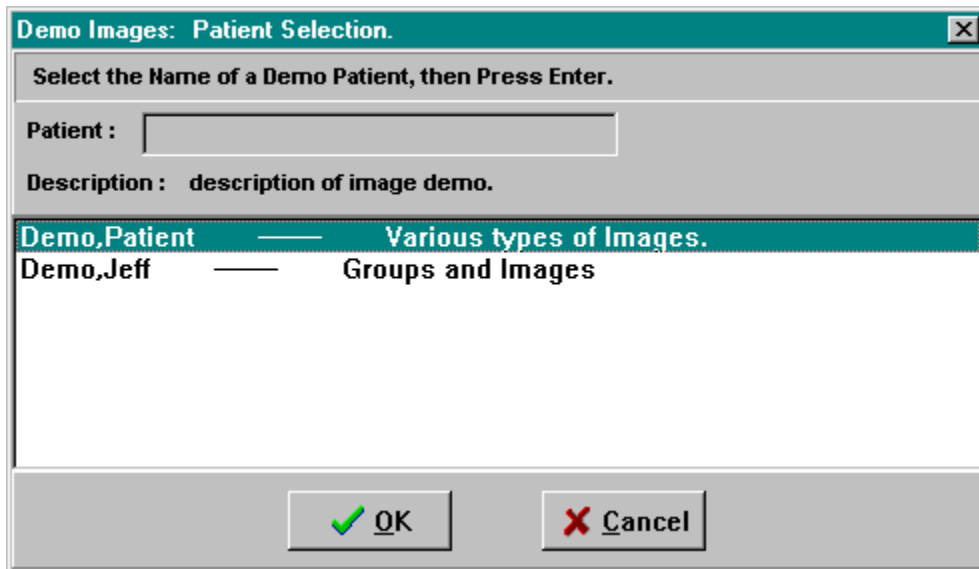 Demo Images:  Patient Selection.
Select the Name of a Demo Patient, then Press Enter.
Patient :
Description :   description of image demo.
Demo,Patient —— Various types of Images.
Demo,Jeff —— Groups and Images
OK Cancel